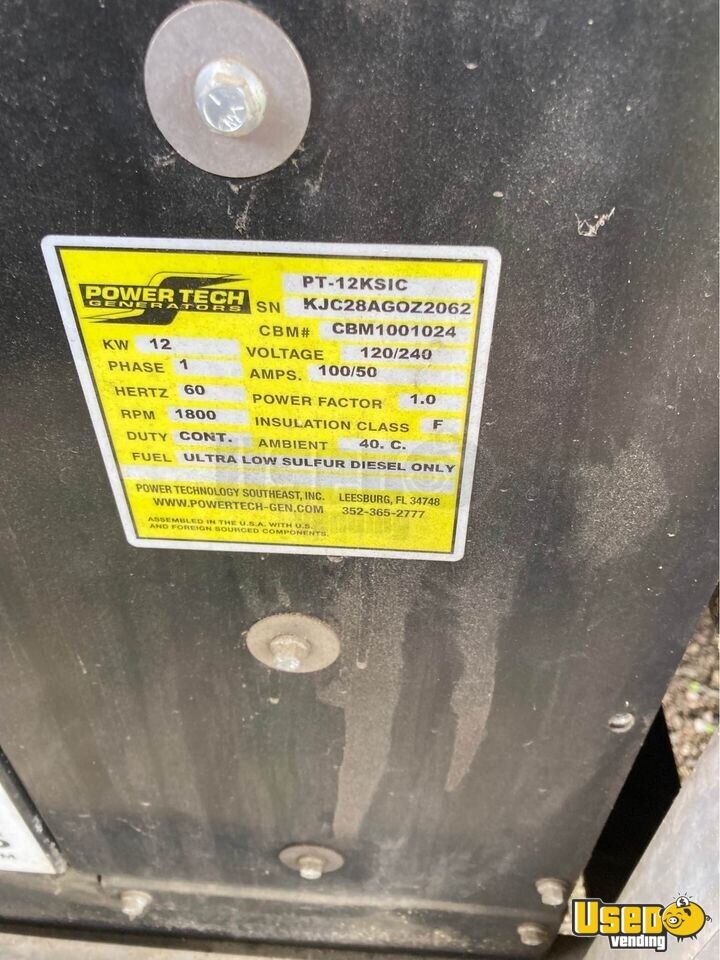 POWER TECH
GENERATORS
PT-12KSIC
SN KJC28AGOZ2062
CBM# CBM1001024
KW 12 VOLTAGE 120/240
PHASE 1 AMPS. 100/50
HERTZ 60 POWER FACTOR 1.0
RPM 1800 INSULATION CLASS F
DUTY CONT. AMBIENT 40. C.
FUEL ULTRA LOW SULFUR DIESEL ONLY
POWER TECHNOLOGY SOUTHEAST, INC. LEESBURG, FL 34748
WWW.POWERTECH-GEN.COM 352-365-2777
ASSEMBLED IN THE U.S.A. WITH U.S.
AND FOREIGN SOURCED COMPONENTS.
Used
vending